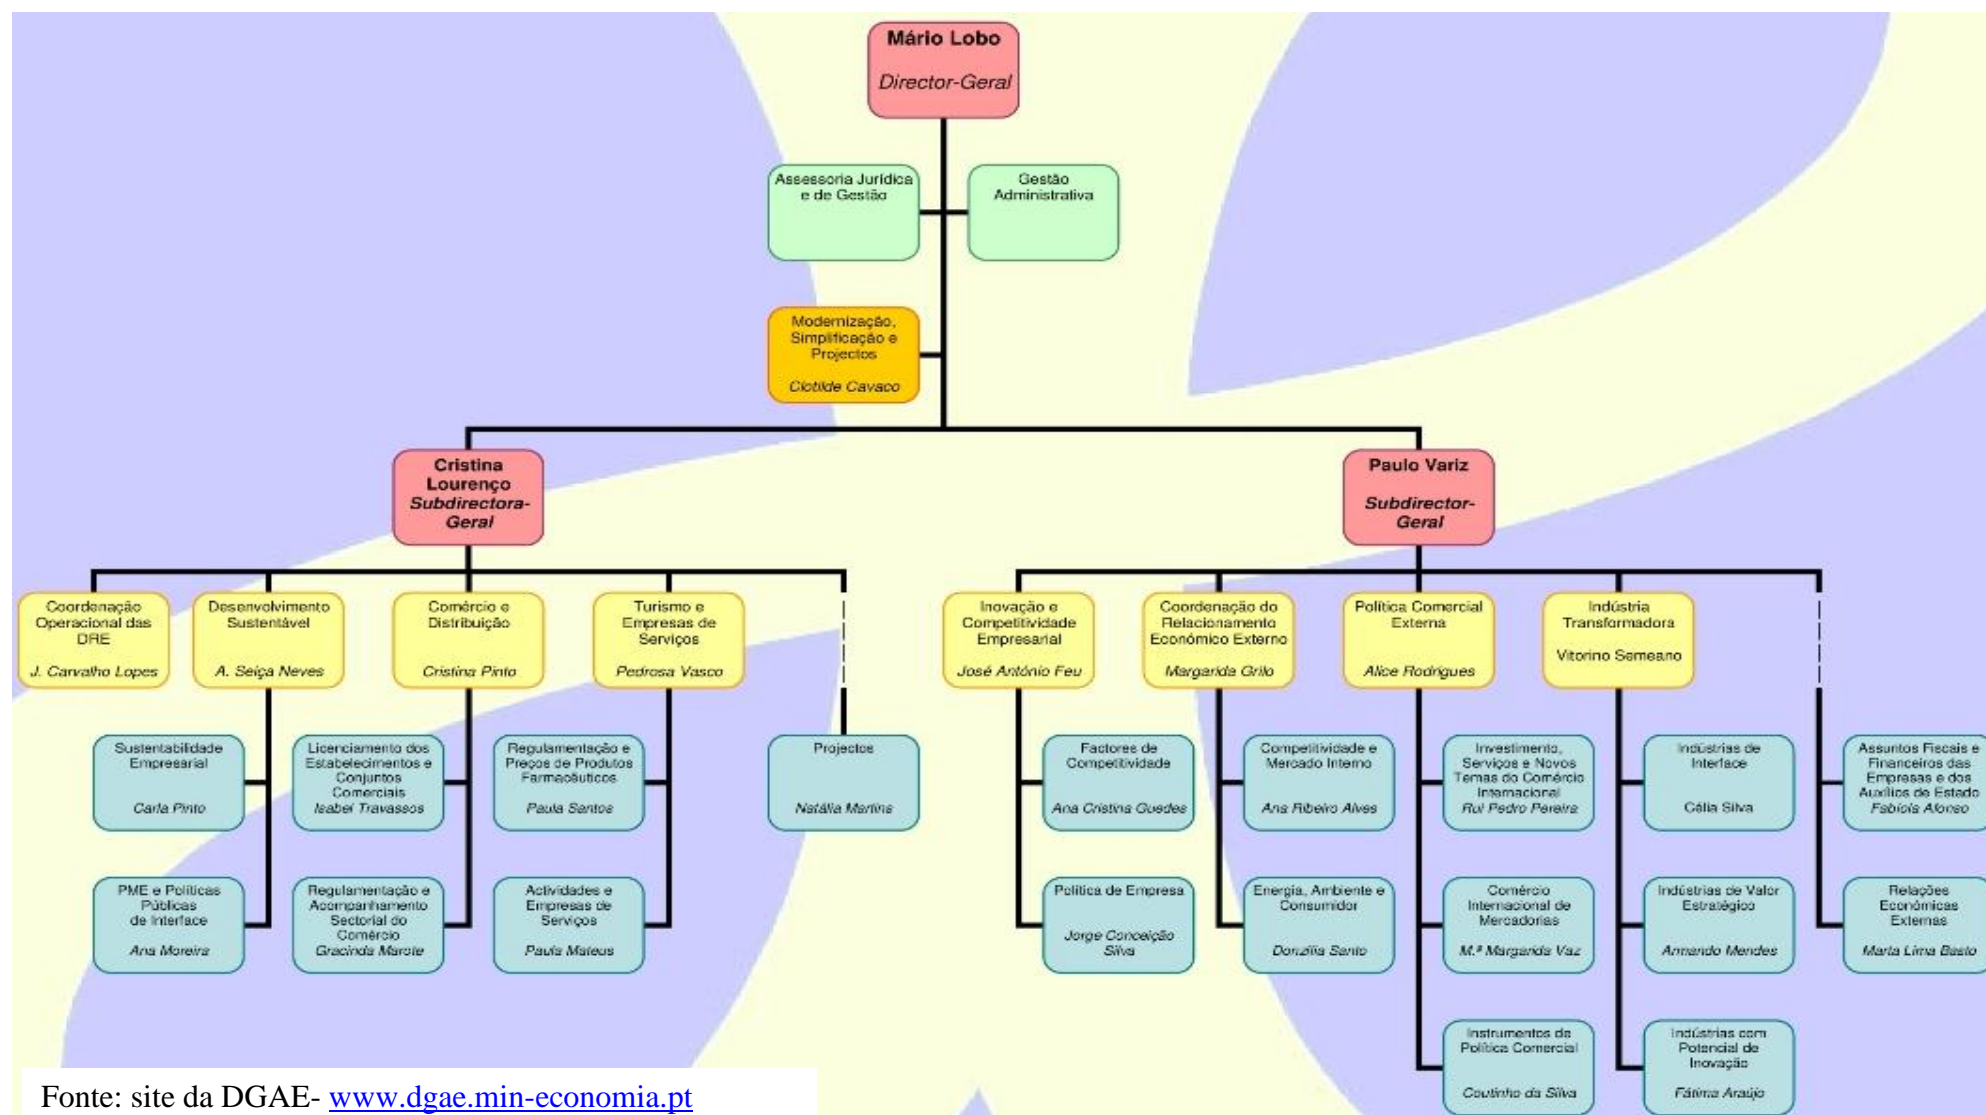 Mário Lobo
Director-Geral
Assessoria Jurídica
e de Gestão
Gestão
Administrativa
Modernização,
Simplificação e
Projectos
Clotilde Cavaco
Cristina
Lourenço
Subdirectora-
Geral
Paulo Variz
Subdirector-
Geral
Coordenação
Operacional das
DRE
J. Carvalho Lopes
Desenvolvimento
Sustentável
A. Seiça Neves
Comércio e
Distribuição
Cristina Pinto
Turismo e
Empresas de
Serviços
Pedrosa Vasco
Inovação e
Competitividade
Empresarial
José António Feu
Coordenação do
Relacionamento
Económico Externo
Margarida Grilo
Política Comercial
Externa
Alice Rodrigues
Indústria
Transformadora
Vitorino Semeano
Sustentabilidade
Empresarial
Carla Pinto
Licenciamento dos
Estabelecimentos e
Conjuntos
Comerciais
Isabel Travassos
Regulamentação e
Preços de Produtos
Farmacêuticos
Paula Santos
Projectos
Natália Martins
Factores de
Competitividade
Ana Cristina Guedes
Competitividade e
Mercado Interno
Ana Ribeiro Alves
Investimento,
Serviços e Novos
Temas do Comércio
Internacional
Rui Pedro Pereira
Indústrias de
Interface
Célia Silva
Assuntos Fiscais e
Financeiros das
Empresas e dos
Auxílios de Estado
Fabíola Afonso
PME e Políticas
Públicas
de Interface
Ana Moreira
Regulamentação e
Acompanhamento
Sectorial do
Comércio
Gracinda Marote
Actividades e
Empresas de
Serviços
Paula Mateus
Política de Empresa
Jorge Conceição
Silva
Energia, Ambiente e
Consumidor
Donzília Santo
Comércio
Internacional de
Mercadorias
M.ª Margarida Vaz
Indústrias de Valor
Estratégico
Armando Mendes
Relações
Económicas
Externas
Marta Lima Basto
Instrumentos de
Política Comercial
Coutinho da Silva
Indústrias com
Potencial de
Inovação
Fátima Araújo
Fonte: site da DGAE- www.dgae.min-economia.pt